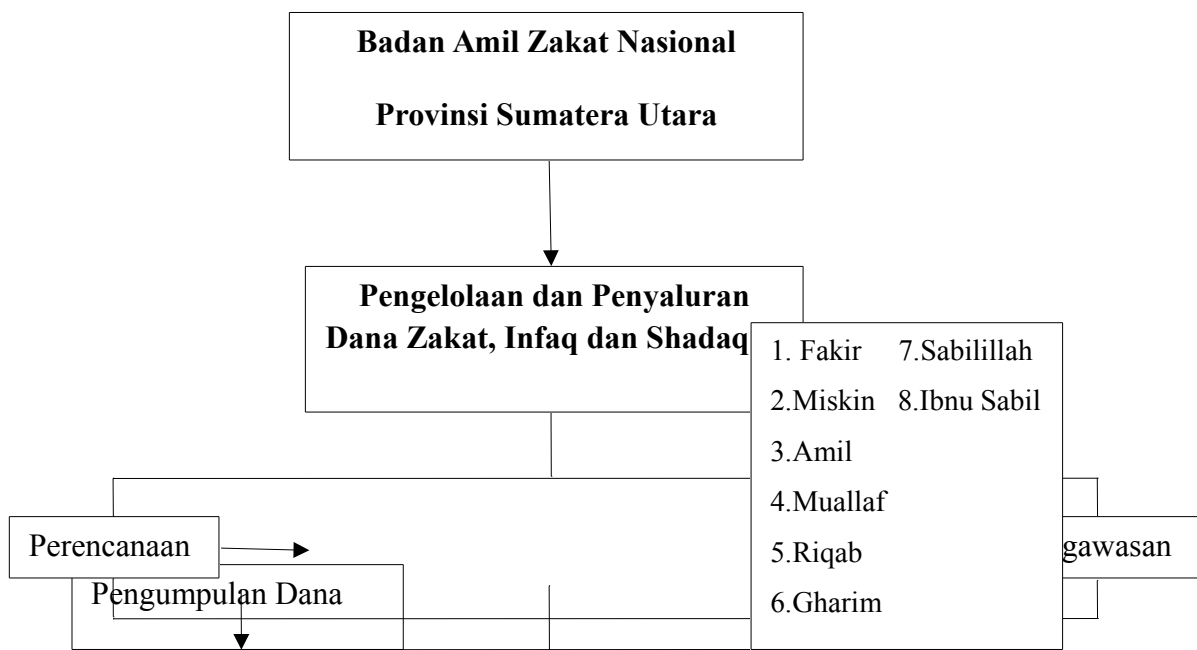 Badan Amil Zakat Nasional
Provinsi Sumatera Utara
Pengelolaan dan Penyaluran
Dana Zakat, Infaq dan Shadaq
1. Fakir 7.Sabilillah
2.Miskin 8.Ibnu Sabil
3.Amil
4.Muallaf
5.Riqab
6.Gharim
Perencanaan
gawasan
Pengumpulan Dana